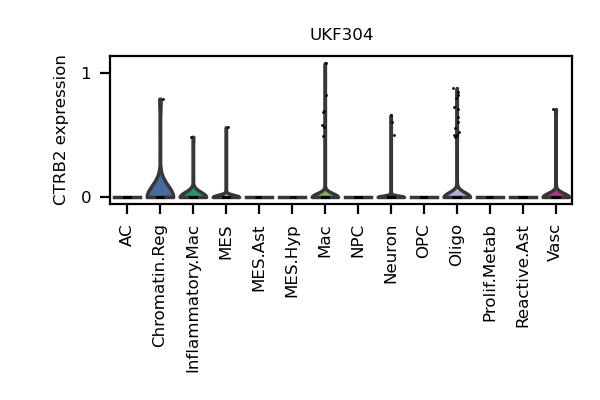 UKF304
CTRB2 expression
1
0
AC
Chromatin.Reg
Inflammatory.Mac
MES
MES.Ast
MES.Hyp
Mac
NPC
Neuron
OPC
Oligo
Prolif.Metab
Reactive.Ast
Vasc